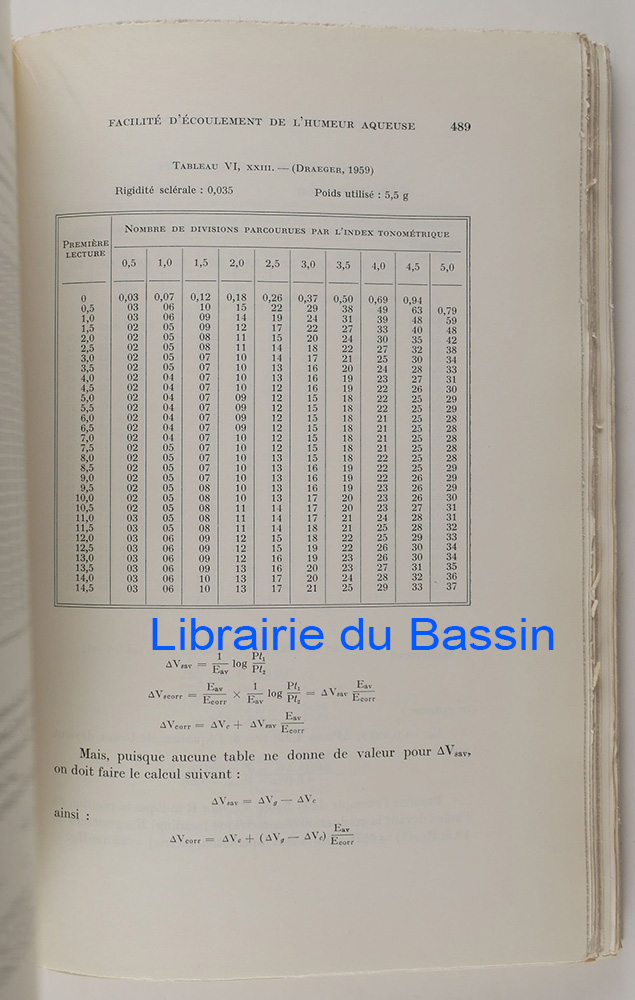 FACILITÉ D'ÉCOULEMENT DE L'HUMEUR AQUEUSE 489
TABLEAU VI, XXIII. — (DRAEGER, 1959)
Rigidité sclérale : 0,035 Poids utilisé : 5,5 g
PREMIÈRE LECTURE NOMBRE DE DIVISIONS PARCOURUES PAR L'INDEX TONOMÉTRIQUE
0,5 1,0 1,5 2,0 2,5 3,0 3,5 4,0 4,5 5,0
0 0,03 0,07 0,12 0,18 0,26 0,37 0,50 0,69 0,94
0,5 03 06 10 15 22 29 38 49 63 0,79
1,0 03 06 09 14 19 24 31 39 48 59
1,5 02 05 09 12 17 22 27 33 40 48
2,0 02 05 08 11 15 20 24 30 35 42
2,5 02 05 08 11 14 18 22 27 32 38
3,0 02 05 07 10 14 17 21 25 30 34
3,5 02 05 07 10 13 16 20 24 28 33
4,0 02 04 07 10 13 16 19 23 27 31
4,5 02 04 07 10 12 16 19 22 26 30
5,0 02 04 07 09 12 15 18 22 25 29
5,5 02 04 07 09 12 15 18 22 25 29
6,0 02 04 07 09 12 15 18 21 25 28
6,5 02 04 07 09 12 15 18 21 25 28
7,0 02 04 07 10 12 15 18 21 25 28
7,5 02 05 07 10 12 15 18 21 25 28
8,0 02 05 07 10 13 15 18 22 25 28
8,5 02 05 07 10 13 16 19 22 25 29
9,0 02 05 07 10 13 16 19 22 26 29
9,5 02 05 08 10 13 16 19 23 26 29
10,0 02 05 08 10 13 17 20 23 26 30
10,5 02 05 08 11 14 17 20 23 27 31
11,0 03 05 08 11 14 17 21 24 28 31
11,5 03 05 08 11 14 18 21 25 28 32
12,0 03 06 09 12 15 18 22 25 29 33
12,5 03 06 09 12 15 19 22 26 30 34
13,0 03 06 09 12 16 19 23 26 30 34
13,5 03 06 09 13 16 20 23 27 31 35
14,0 03 06 10 13 17 20 24 28 32 36
14,5 03 06 10 13 17 21 25 29 33 37
Librairie du Bassin
ΔVsav = 1/Eav log Pt₁/Pt₂
ΔVscorr = Eav/Ecorr × 1/Eav log Pt₁/Pt₂ = ΔVsav Eav/Ecorr
ΔVcorr = ΔVc + ΔVsav Eav/Ecorr
Mais, puisque aucune table ne donne de valeur pour ΔVsav,
on doit faire le calcul suivant :
ΔVsav = ΔVg — ΔVc
ainsi :
ΔVcorr = ΔVc + (ΔVg — ΔVc) Eav/Ecorr